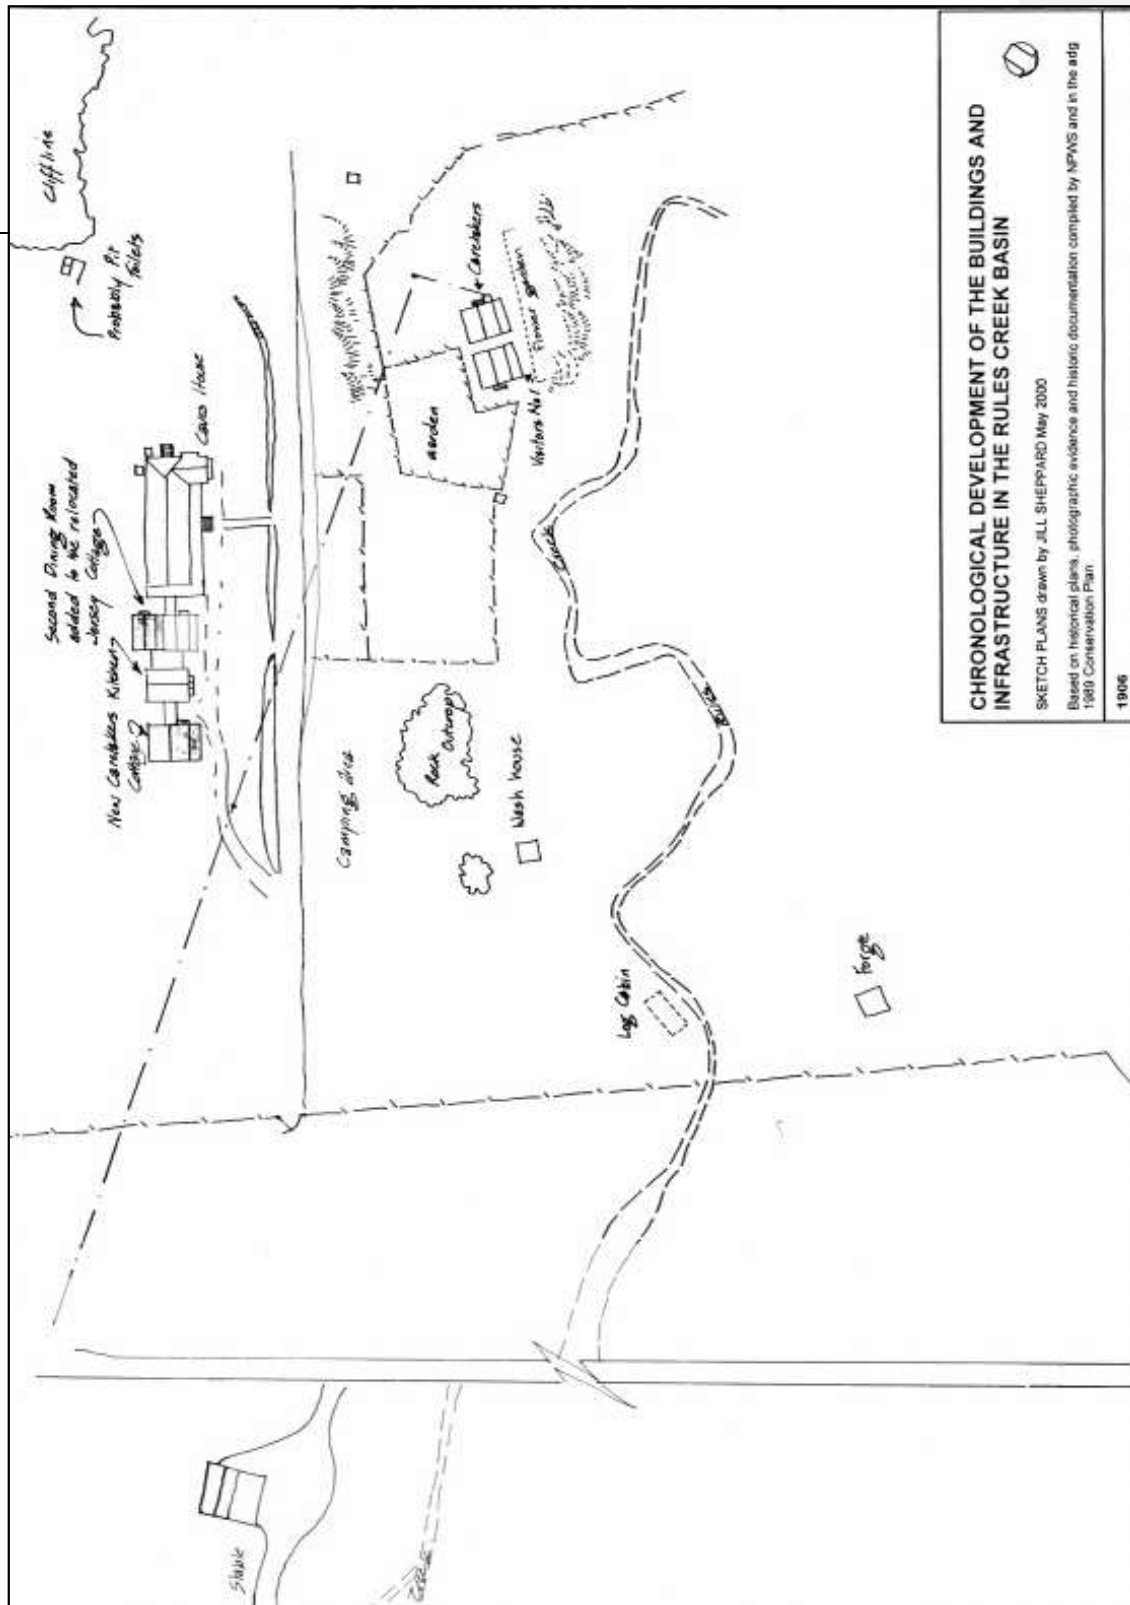 Cliffline
Probably Pit
Toilets
Caves House
Second Dining Room
added to the relocated
Jersey Cottage
Kitchen
New Caretakers
Cottage
Caretakers
Flower garden
Visitors No1
Garden
Creek
Rules
Camping area
Rock Outcrop
Wash house
Log Cabin
Forge
Stable
CHRONOLOGICAL DEVELOPMENT OF THE BUILDINGS AND
INFRASTRUCTURE IN THE RULES CREEK BASIN
SKETCH PLANS drawn by JILL SHEPPARD May 2000
Based on historical plans, photographic evidence and historic documentation compiled by NPWS and in the adg
1989 Conservation Plan
1906